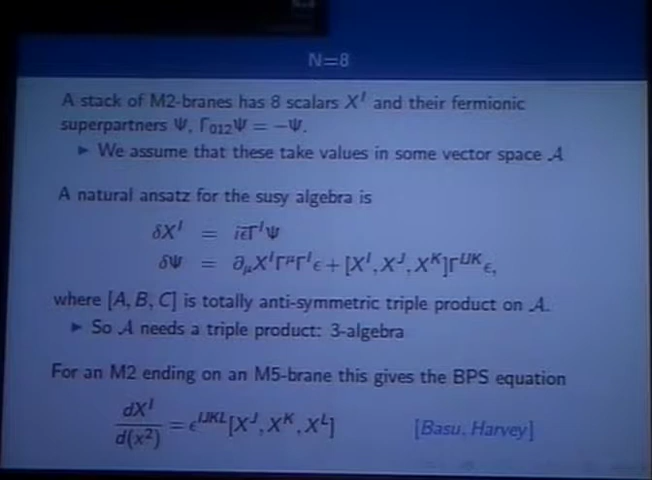 N=8
A stack of M2-branes has 8 scalars X^I and their fermionic
superpartners Ψ, Γ₀₁₂Ψ = −Ψ.
▶ We assume that these take values in some vector space 𝒜
A natural ansatz for the susy algebra is
δX^I = iε̄Γ^IΨ
δΨ = ∂_μX^IΓ^μΓ^Iε + [X^I, X^J, X^K]Γ^{IJK}ε,
where [A, B, C] is totally anti-symmetric triple product on 𝒜.
▶ So 𝒜 needs a triple product: 3-algebra
For an M2 ending on an M5-brane this gives the BPS equation
dX^I/d(x²) = ε^{IJKL}[X^J, X^K, X^L] [Basu, Harvey]